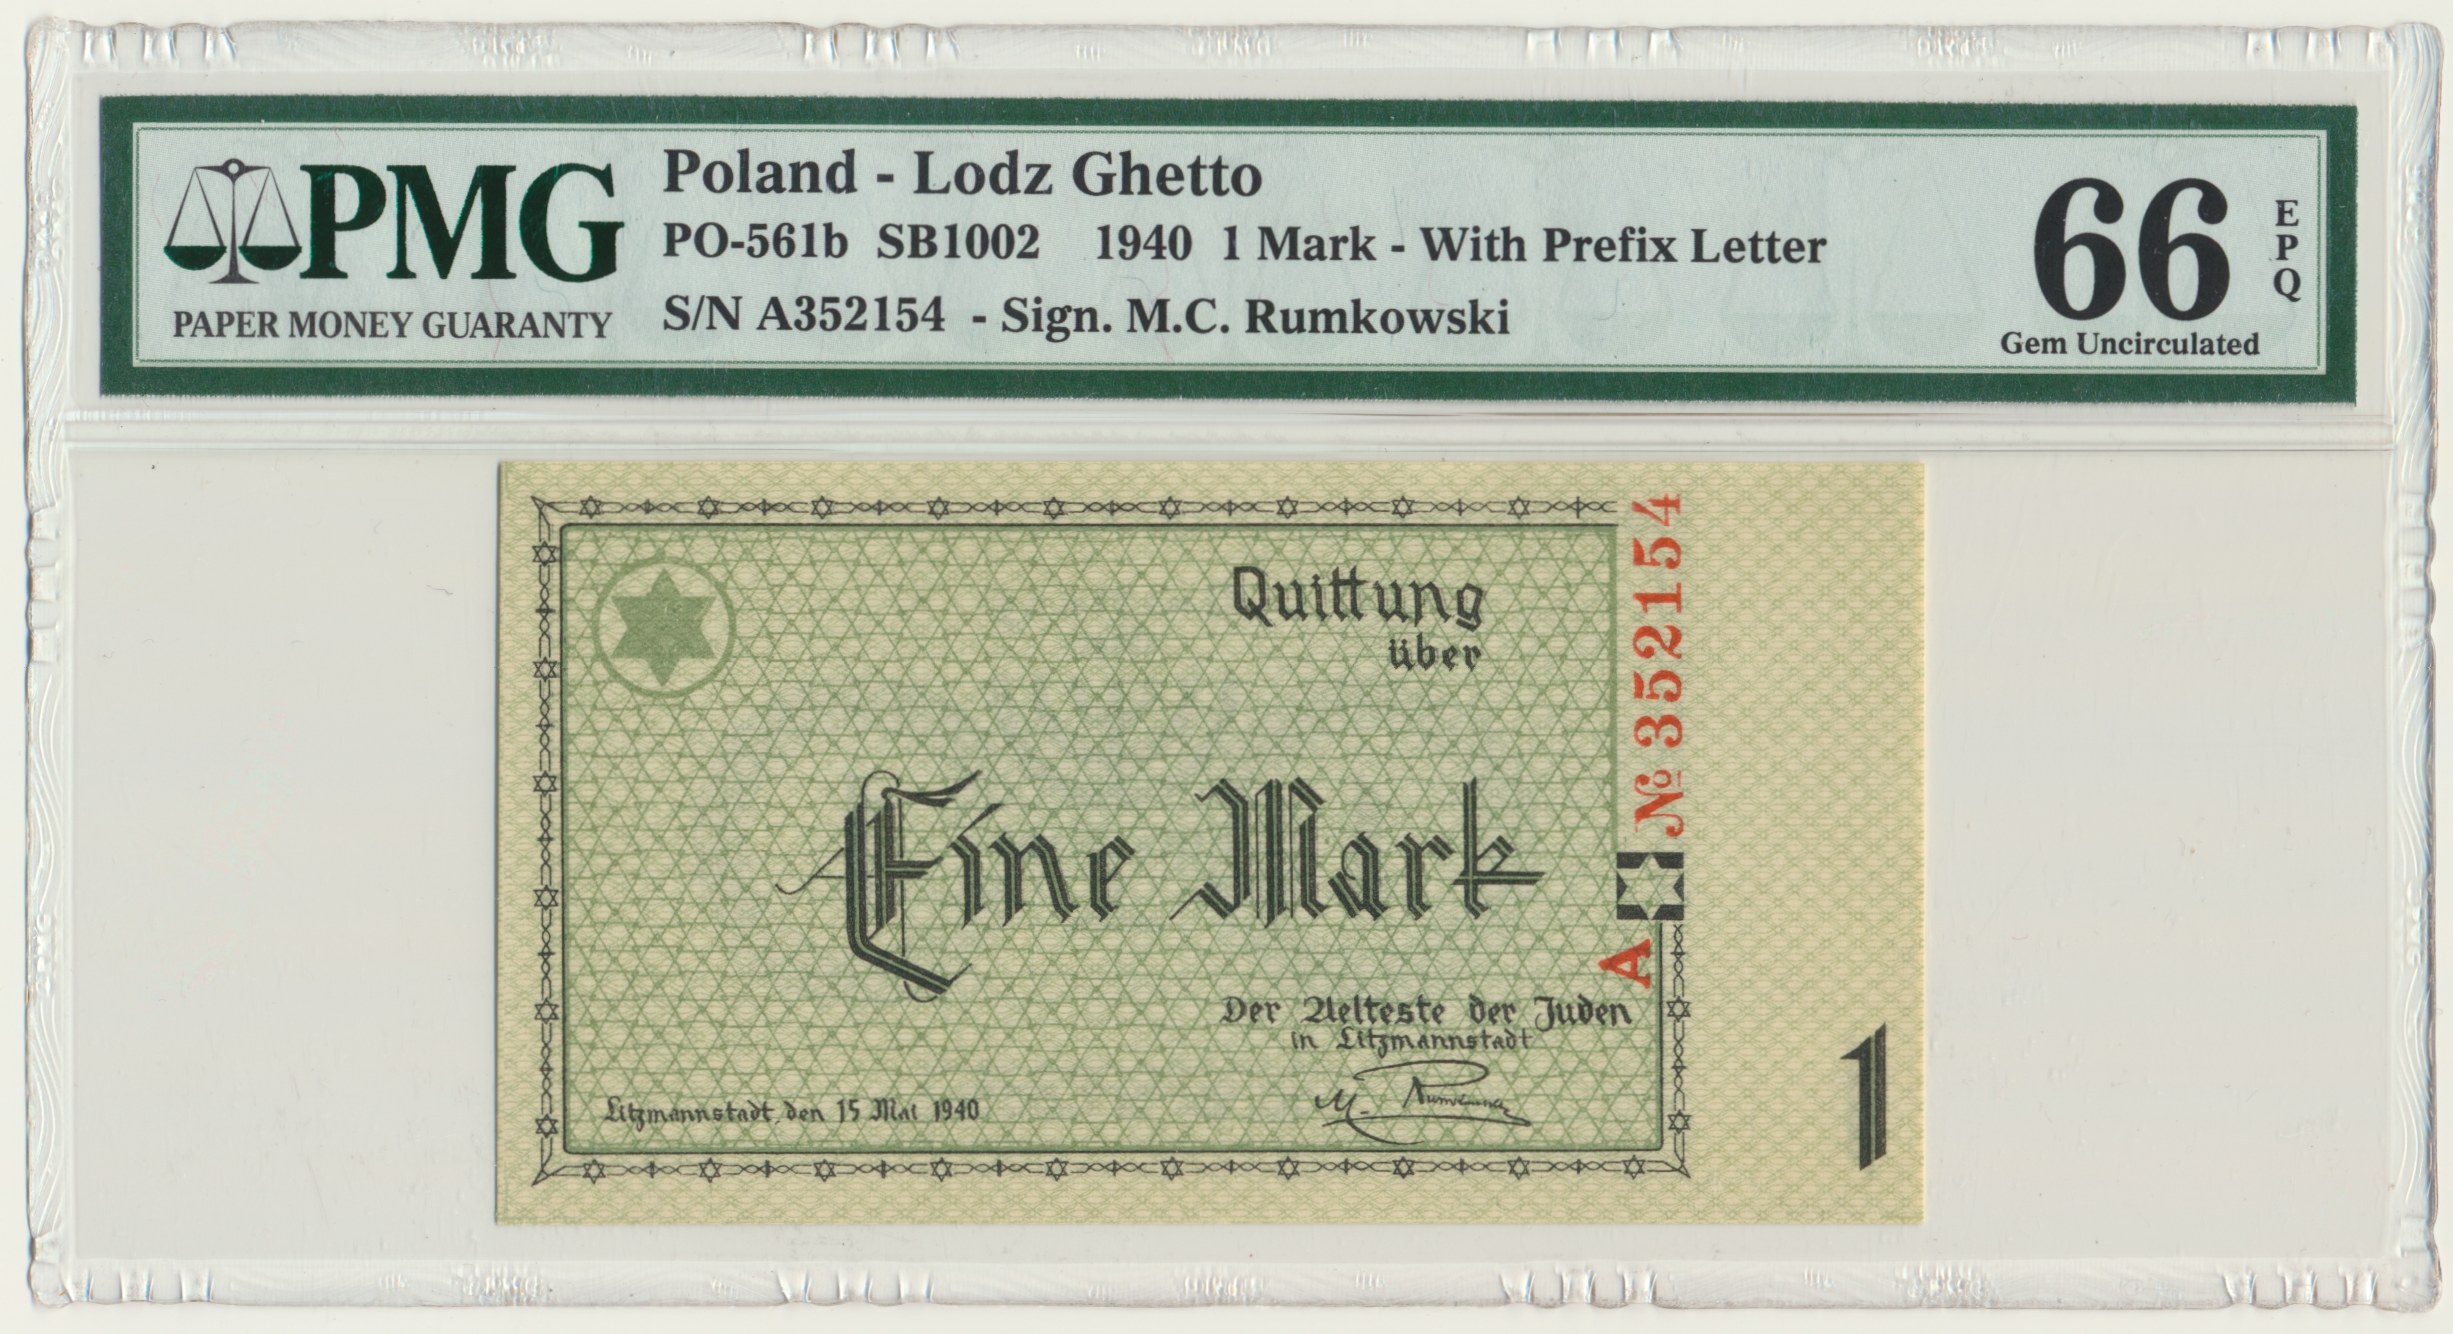 PMG
PAPER MONEY GUARANTY
Poland - Lodz Ghetto
PO-561b SB1002 1940 1 Mark - With Prefix Letter
S/N A352154 - Sign. M.C. Rumkowski
66
EPQ
Gem Uncirculated
Quittung
über
Eine Mark
№ 352154
A
Der Aelteste der Juden
in Litzmannstadt
M. Rumkowski
Litzmannstadt, den 15 Mai 1940
1